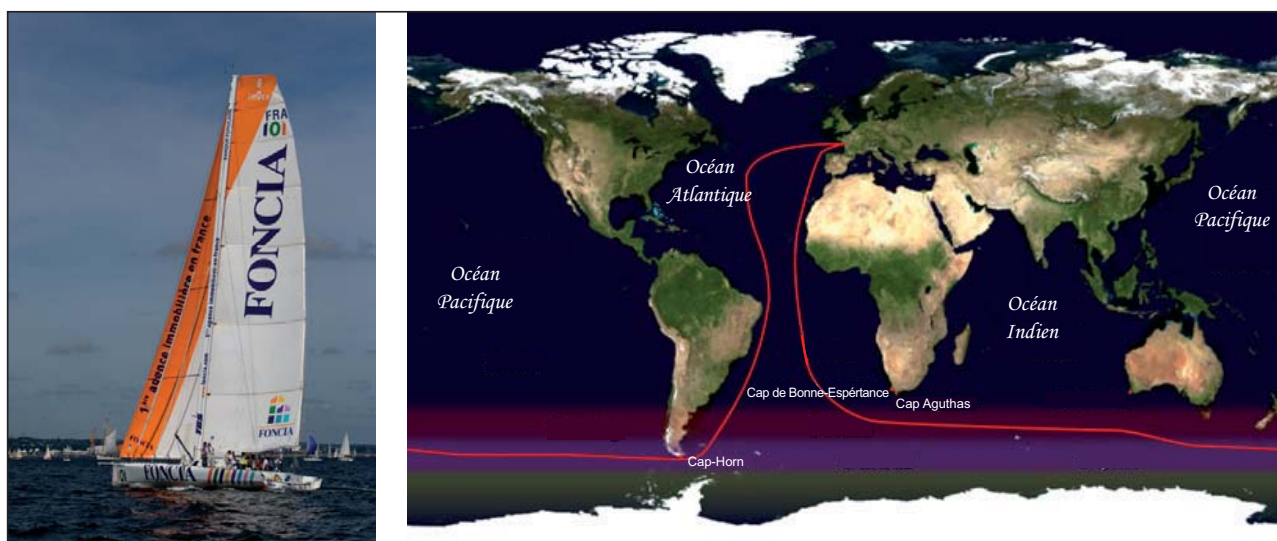 FRA
101
FONCIA
1ère agence immobilière en france
FONCIA
FONCIA
FONCIA
Océan
Atlantique
Océan
Pacifique
Océan
Pacifique
Océan
Indien
Cap de Bonne-Espértance
Cap Aguthas
Cap-Horn